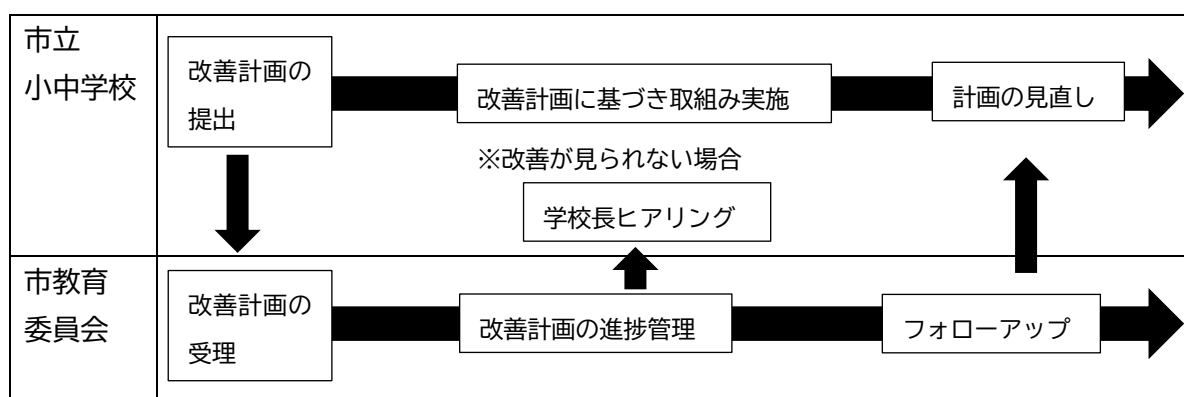 市立
小中学校
改善計画の
提出
改善計画に基づき取組み実施
計画の見直し
※改善が見られない場合
学校長ヒアリング
市教育
委員会
改善計画の
受理
改善計画の進捗管理
フォローアップ